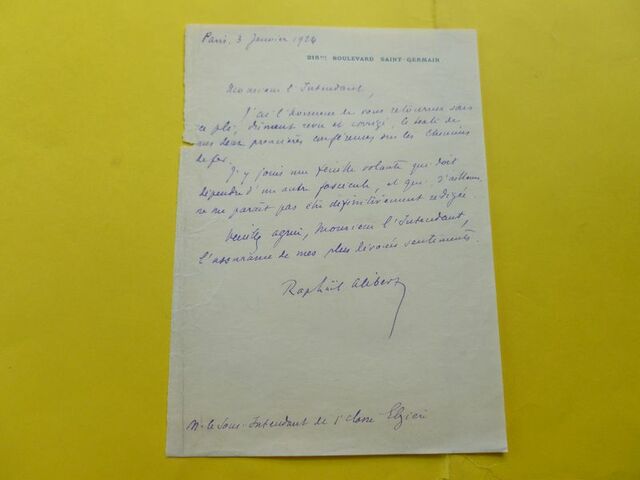 Paris, 3 Janvier 1924
BOULEVARD SAINT-GERMAIN
Monsieur l'Intendant,
J'ai l'honneur de vous retourner sous
ce pli, dûment revu et corrigé, le texte de
mes deux premières conférences sur les chemins
de fer.
J'y joins une feuille volante qui doit
dépendre d'un autre fascicule, et qui d'ailleurs
ne me paraît pas être définitivement rédigée.
Veuillez agréer, Monsieur l'Intendant,
l'assurance de mes plus dévoués sentiments.
Raphaël Alibert
M. le Sous-Intendant de 1e classe